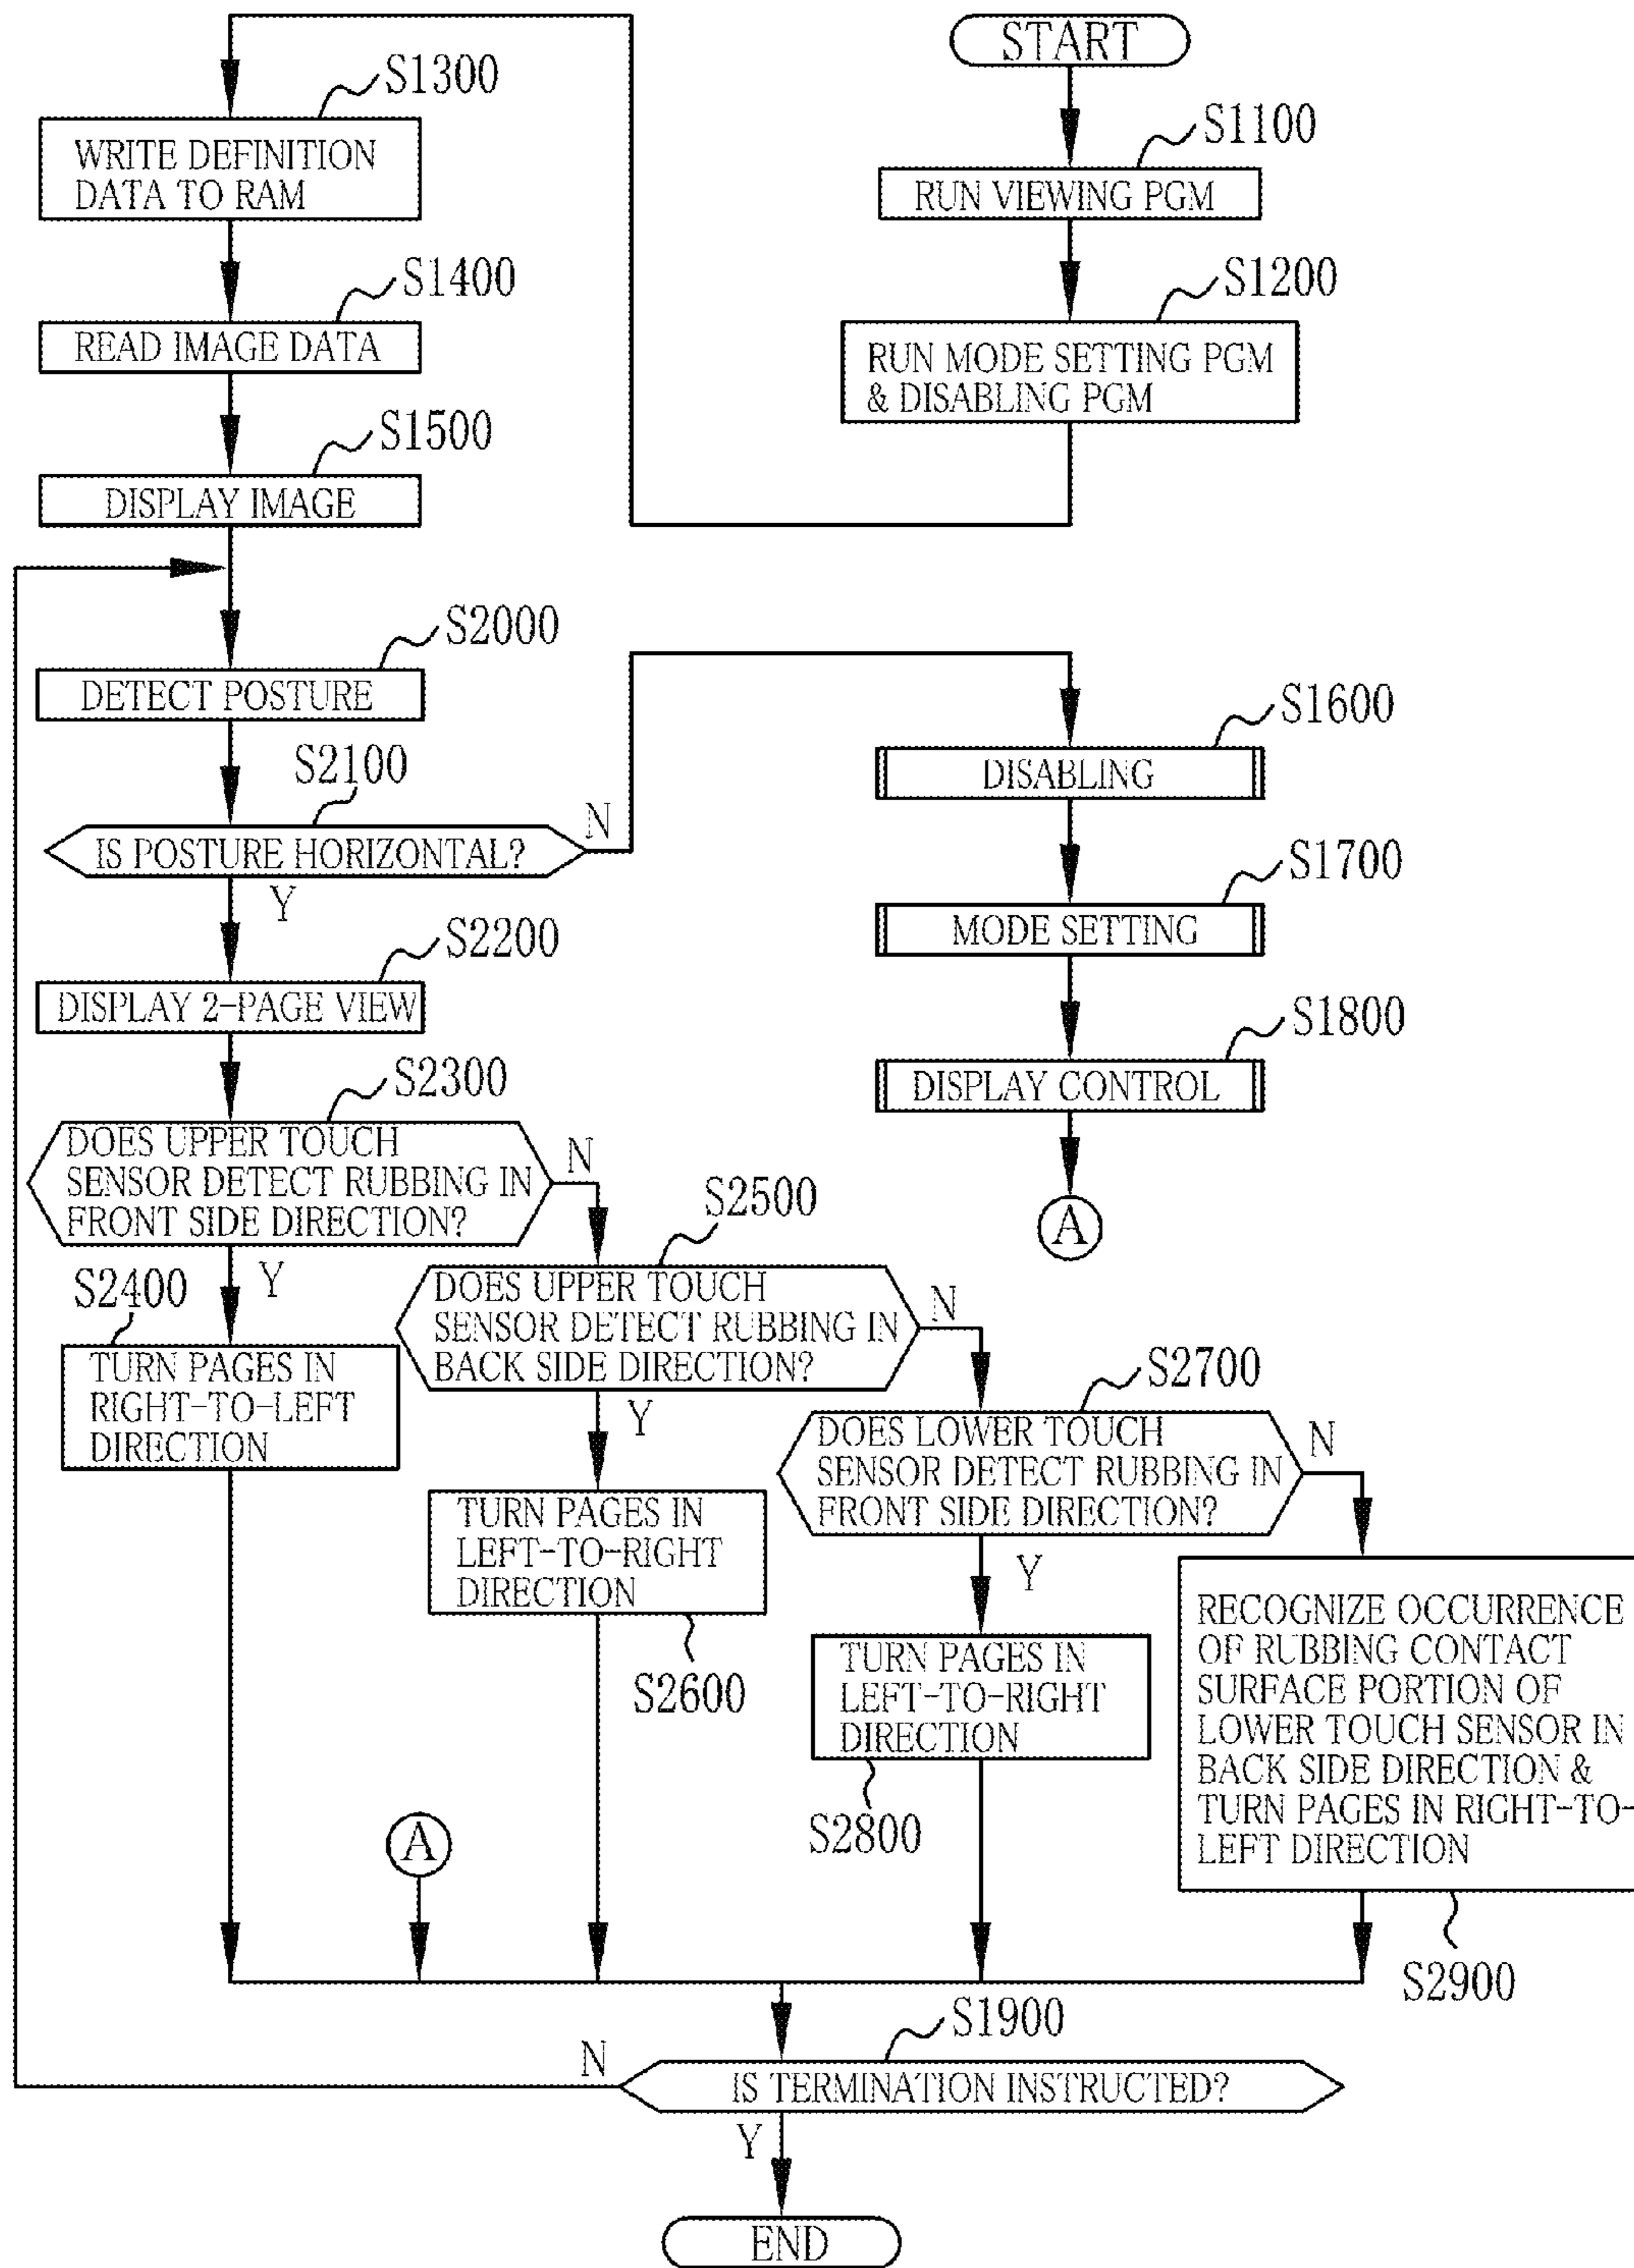 START
S1100
RUN VIEWING PGM
S1200
RUN MODE SETTING PGM
& DISABLING PGM
S1300
WRITE DEFINITION
DATA TO RAM
S1400
READ IMAGE DATA
S1500
DISPLAY IMAGE
S2000
DETECT POSTURE
S2100
IS POSTURE HORIZONTAL?
N
Y
S1600
DISABLING
S1700
MODE SETTING
S1800
DISPLAY CONTROL
A
S2200
DISPLAY 2-PAGE VIEW
S2300
DOES UPPER TOUCH
SENSOR DETECT RUBBING IN
FRONT SIDE DIRECTION?
N
Y
S2400
TURN PAGES IN
RIGHT-TO-LEFT
DIRECTION
S2500
DOES UPPER TOUCH
SENSOR DETECT RUBBING IN
BACK SIDE DIRECTION?
N
Y
TURN PAGES IN
LEFT-TO-RIGHT
DIRECTION
S2600
S2700
DOES LOWER TOUCH
SENSOR DETECT RUBBING IN
FRONT SIDE DIRECTION?
N
Y
TURN PAGES IN
LEFT-TO-RIGHT
DIRECTION
S2800
RECOGNIZE OCCURRENCE
OF RUBBING CONTACT
SURFACE PORTION OF
LOWER TOUCH SENSOR IN
BACK SIDE DIRECTION &
TURN PAGES IN RIGHT-TO-
LEFT DIRECTION
S2900
A
S1900
IS TERMINATION INSTRUCTED?
N
Y
END